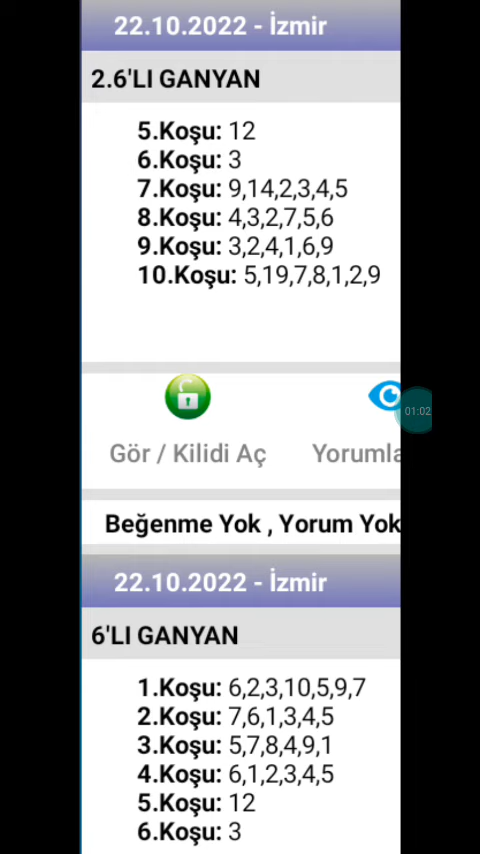 22.10.2022 - İzmir
2.6'LI GANYAN
5.Koşu: 12
6.Koşu: 3
7.Koşu: 9,14,2,3,4,5
8.Koşu: 4,3,2,7,5,6
9.Koşu: 3,2,4,1,6,9
10.Koşu: 5,19,7,8,1,2,9
01:02
Gör / Kilidi Aç
Beğenme Yok , Yorum Yok
22.10.2022 - İzmir
6'LI GANYAN
1.Koşu: 6,2,3,10,5,9,7
2.Koşu: 7,6,1,3,4,5
3.Koşu: 5,7,8,4,9,1
4.Koşu: 6,1,2,3,4,5
5.Koşu: 12
6.Koşu: 3